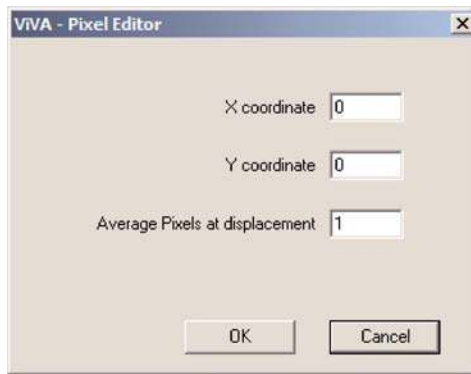 ViVA - Pixel Editor
X coordinate 0
Y coordinate 0
Average Pixels at displacement 1
OK Cancel